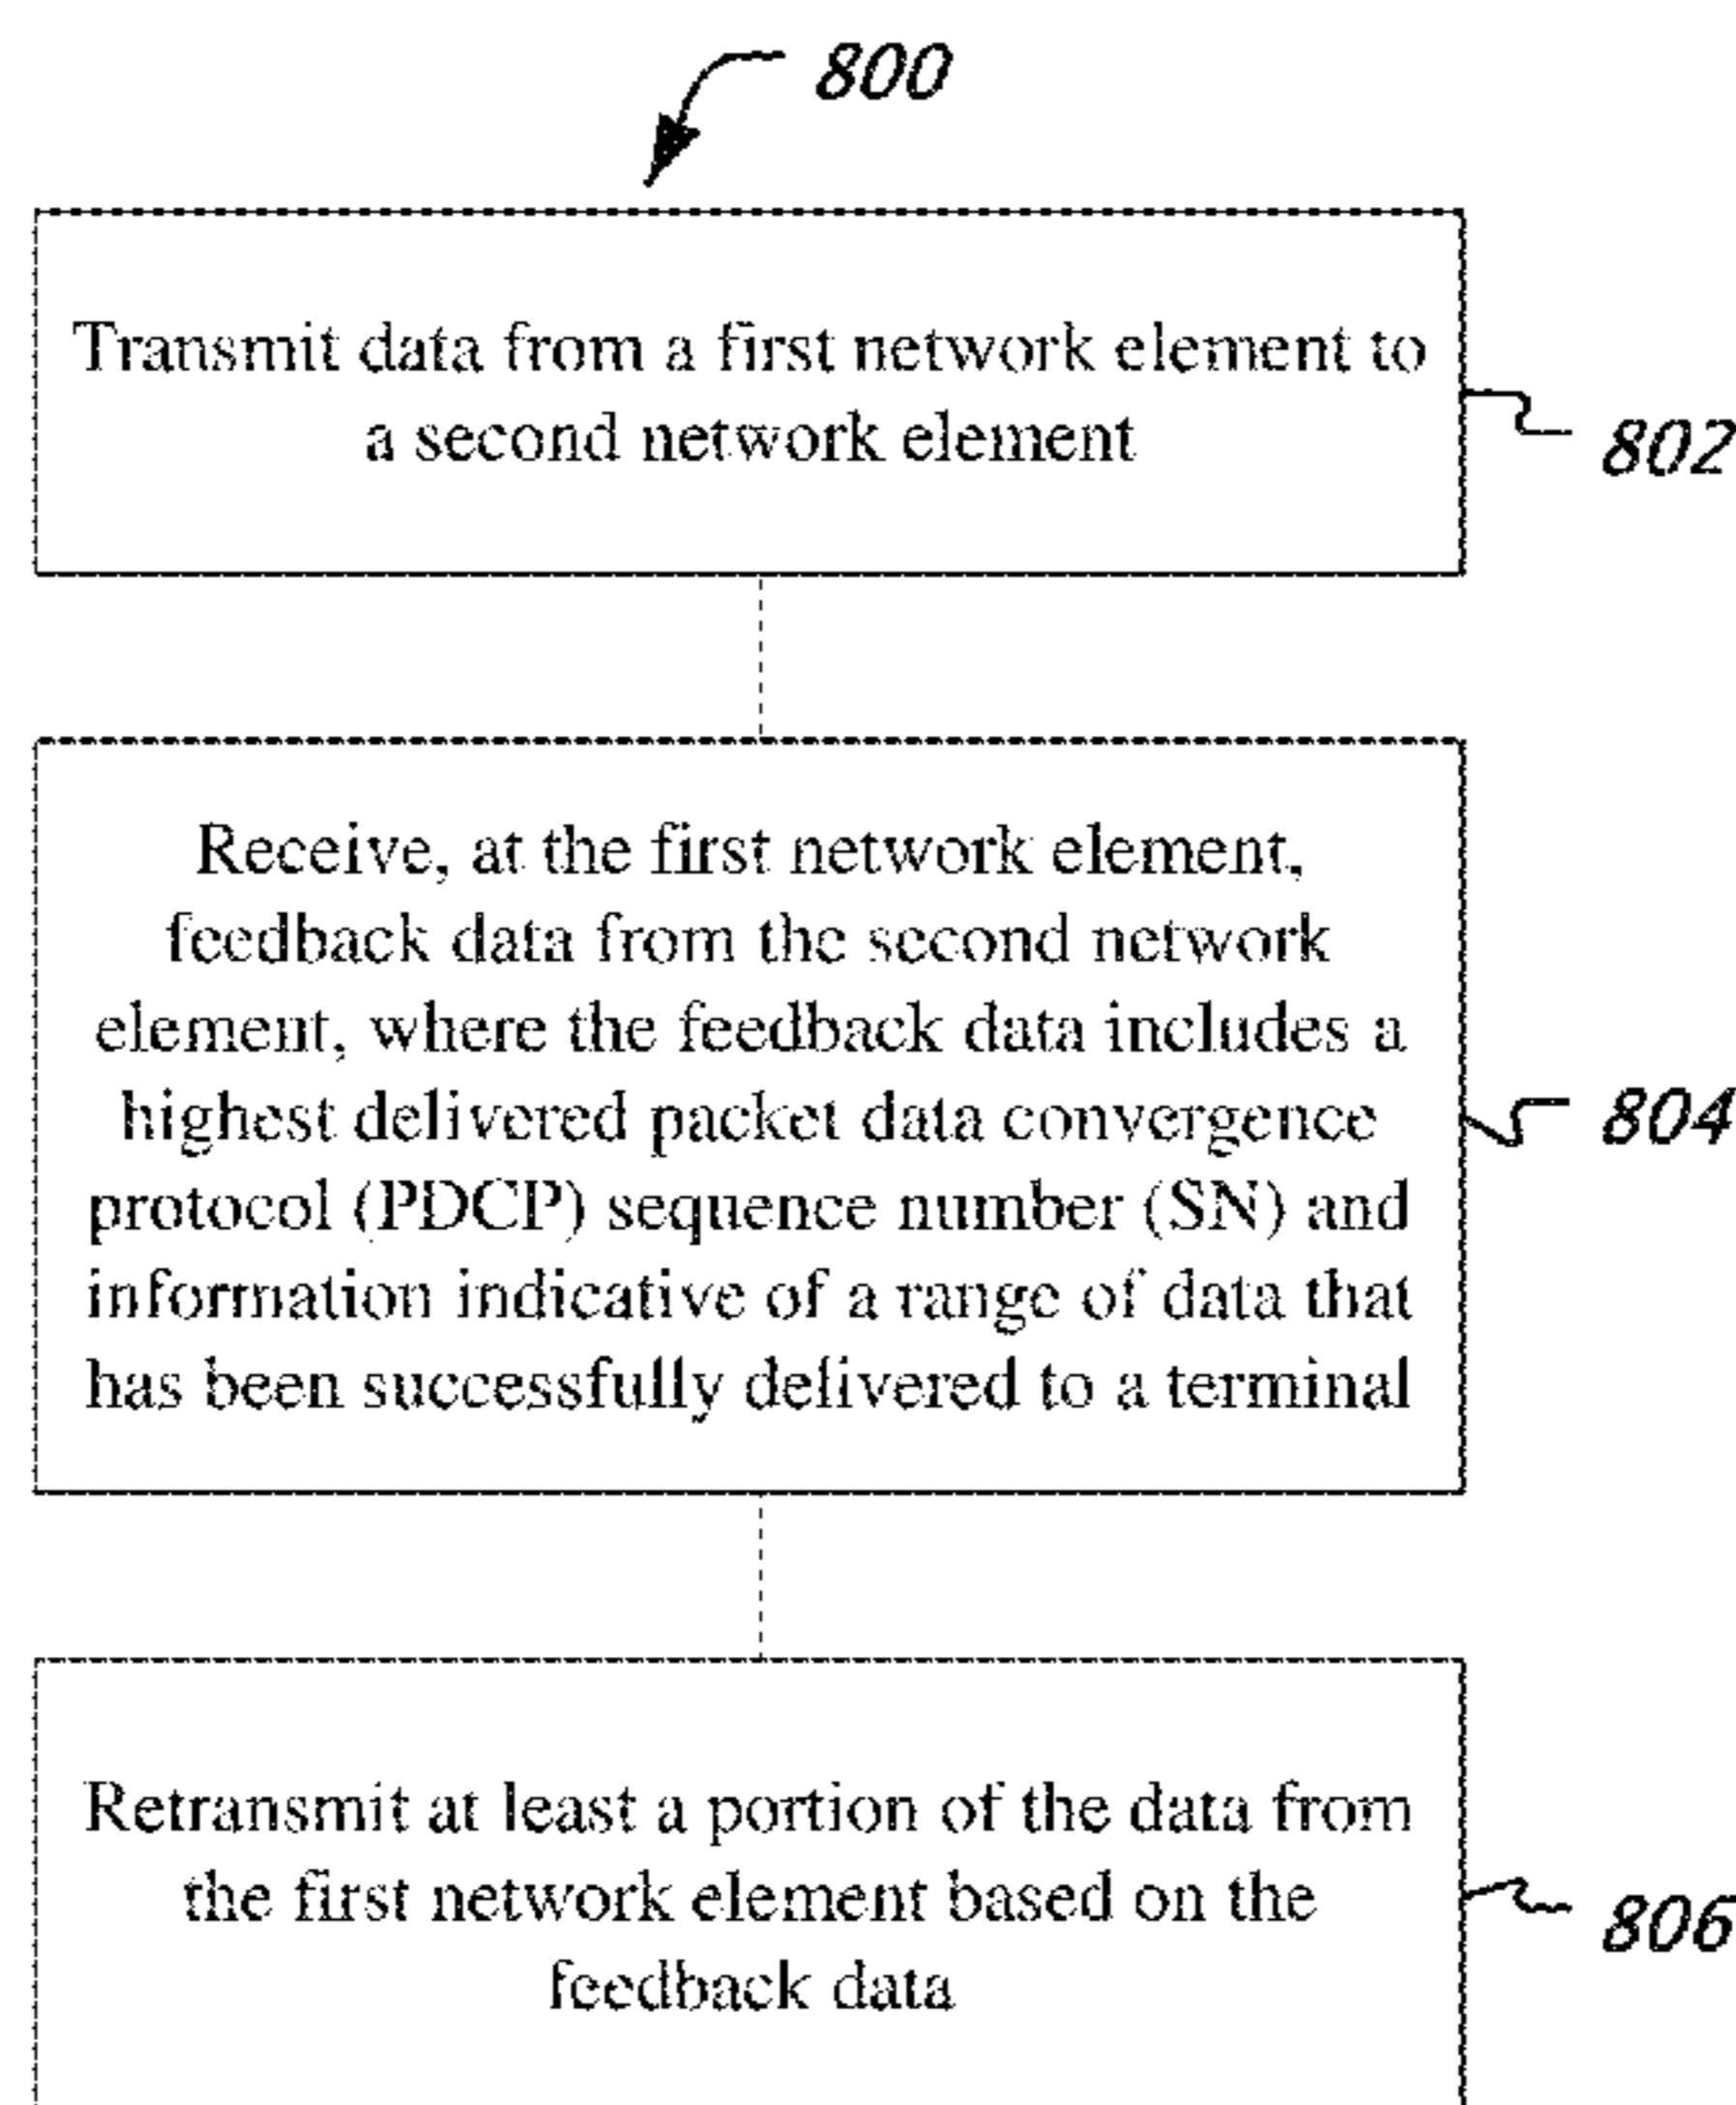 800
Transmit data from a first network element to
a second network element
802
Receive, at the first network element,
feedback data from the second network
element, where the feedback data includes a
highest delivered packet data convergence
protocol (PDCP) sequence number (SN) and
information indicative of a range of data that
has been successfully delivered to a terminal
804
Retransmit at least a portion of the data from
the first network element based on the
feedback data
806